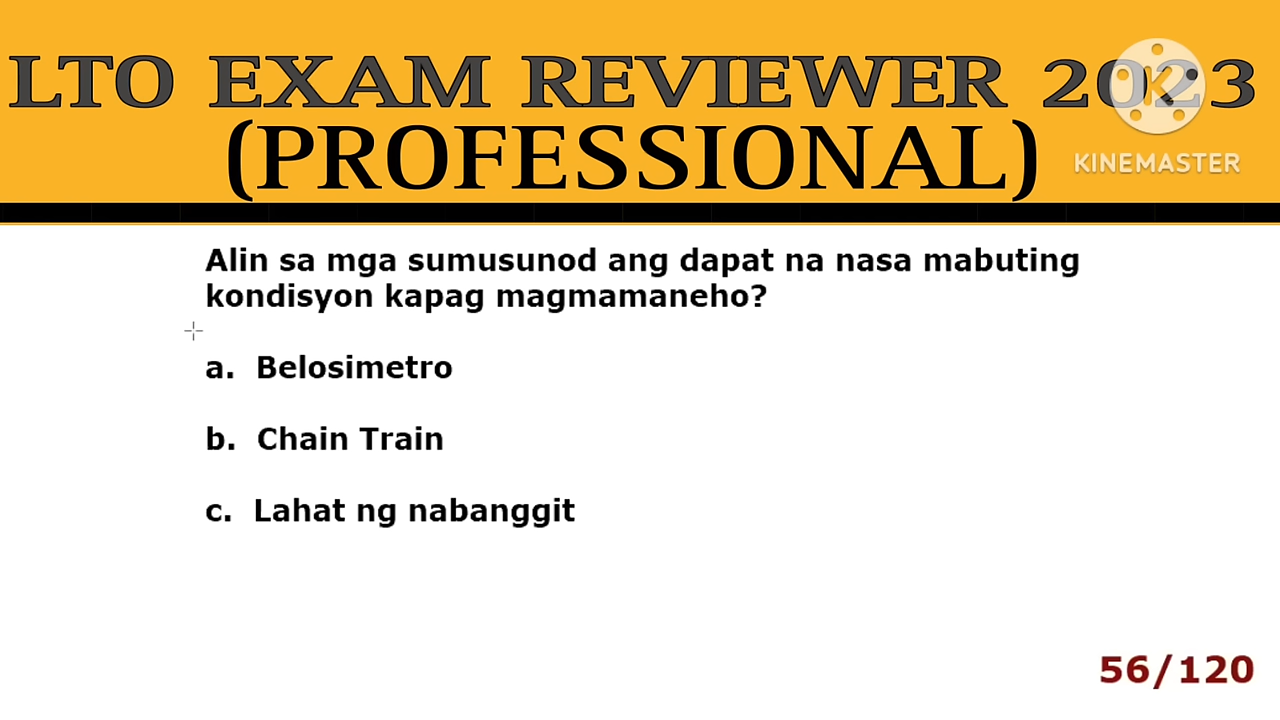 LTO EXAM REVIEWER 2023
(PROFESSIONAL)
KINEMASTER
Alin sa mga sumusunod ang dapat na nasa mabuting
kondisyon kapag magmamaneho?
a. Belosimetro
b. Chain Train
c. Lahat ng nabanggit
56/120